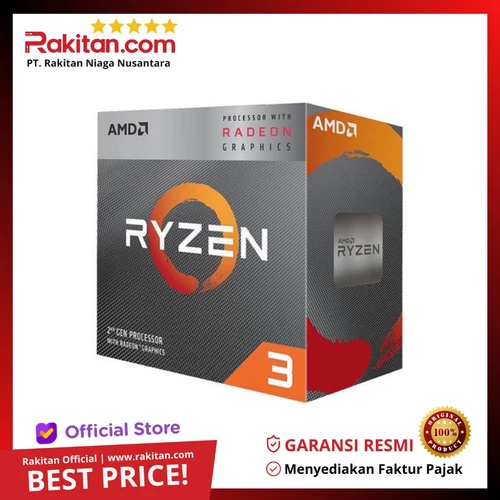 Rakitan.com
PT. Rakitan Niaga Nusantara
AMD
PROCESSOR WITH
RADEON
GRAPHICS
AMD
RYZEN
AMD
RYZEN
2ND GEN PROCESSOR
WITH RADEON™ GRAPHICS
3
Official Store
Rakitan Official | www.rakitan.com
BEST PRICE!
GARANSI RESMI
Menyediakan Faktur Pajak
ORIGINAL
100%
PRODUCT